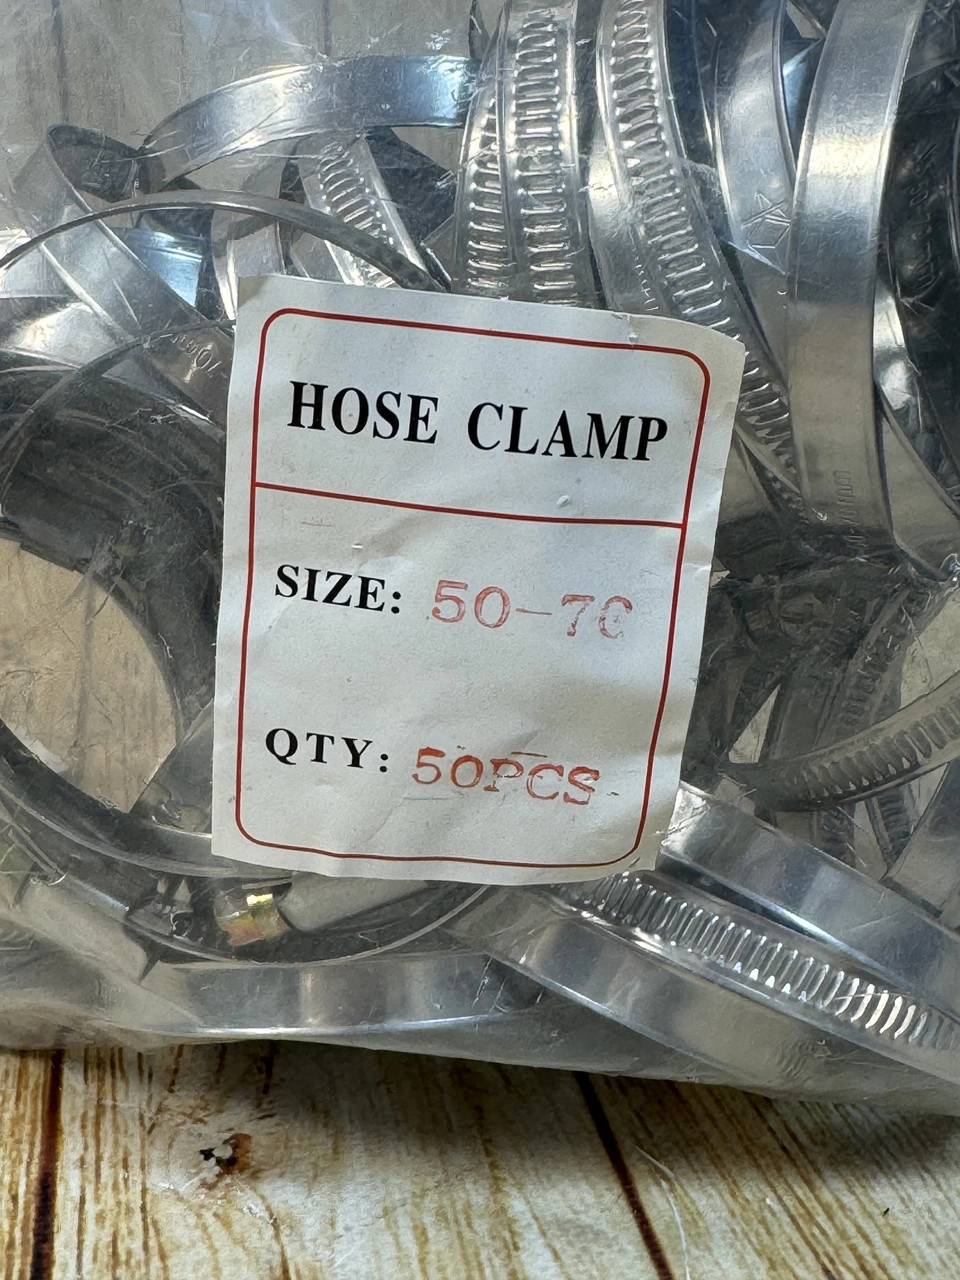 HOSE CLAMP
SIZE: 50-70
QTY: 50PCS